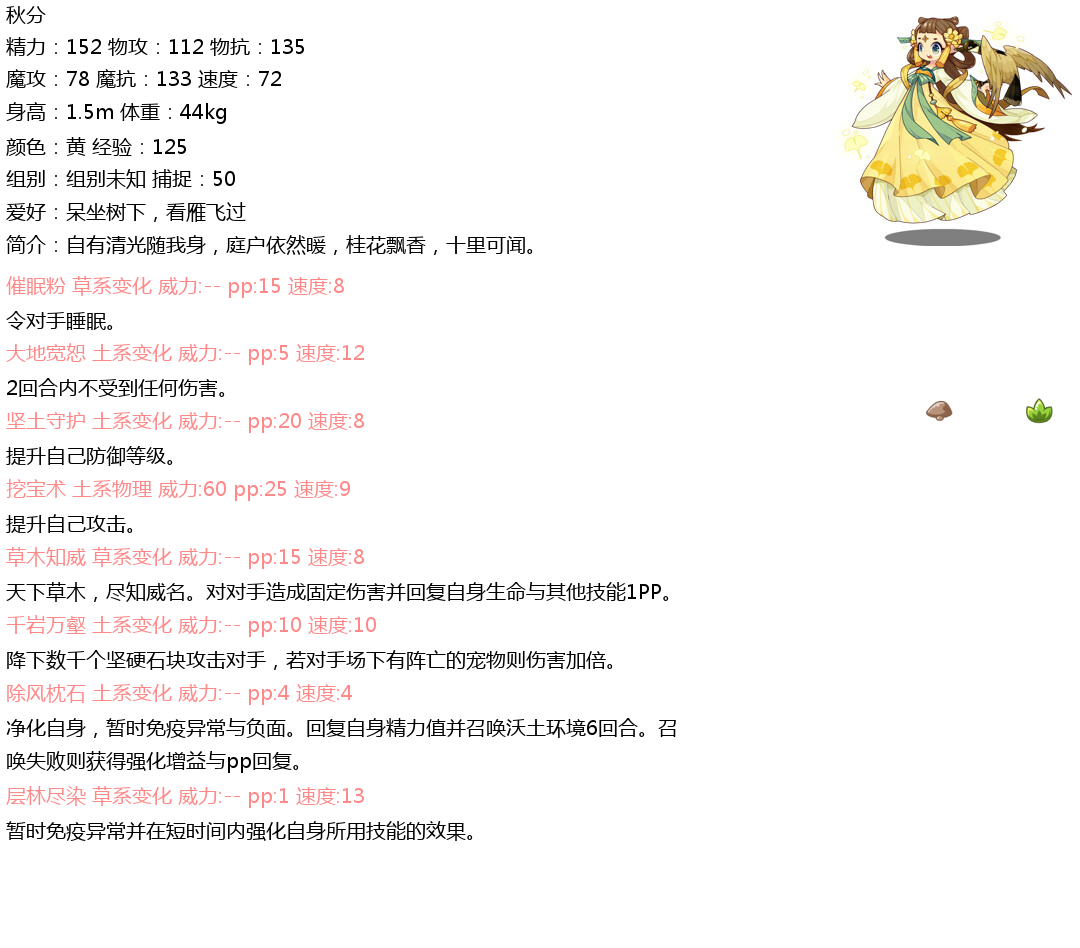 秋分
精力：152 物攻：112 物抗：135
魔攻：78 魔抗：133 速度：72
身高：1.5m 体重：44kg
颜色：黄 经验：125
组别：组别未知 捕捉：50
爱好：呆坐树下，看雁飞过
简介：自有清光随我身，庭户依然暖，桂花飘香，十里可闻。
催眠粉 草系变化 威力:-- pp:15 速度:8
令对手睡眠。
大地宽恕 土系变化 威力:-- pp:5 速度:12
2回合内不受到任何伤害。
坚土守护 土系变化 威力:-- pp:20 速度:8
提升自己防御等级。
挖宝术 土系物理 威力:60 pp:25 速度:9
提升自己攻击。
草木知威 草系变化 威力:-- pp:15 速度:8
天下草木，尽知威名。对对手造成固定伤害并回复自身生命与其他技能1PP。
千岩万壑 土系变化 威力:-- pp:10 速度:10
降下数千个坚硬石块攻击对手，若对手场下有阵亡的宠物则伤害加倍。
除风枕石 土系变化 威力:-- pp:4 速度:4
净化自身，暂时免疫异常与负面。回复自身精力值并召唤沃土环境6回合。召
唤失败则获得强化增益与pp回复。
层林尽染 草系变化 威力:-- pp:1 速度:13
暂时免疫异常并在短时间内强化自身所用技能的效果。